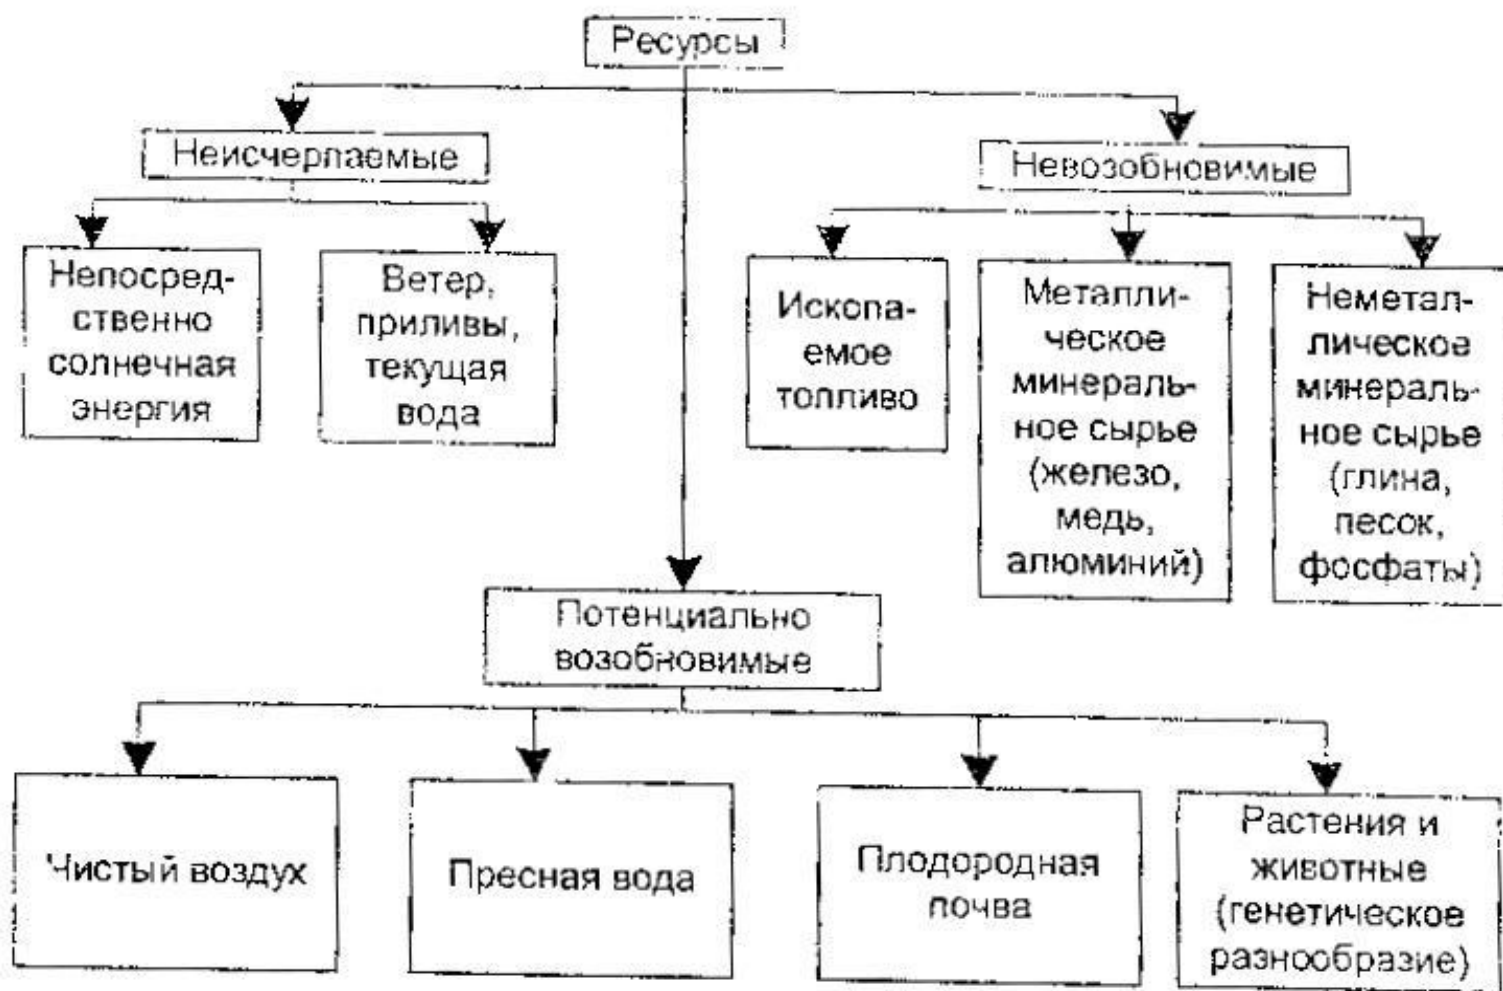 Ресурсы
Неисчерпаемые
Невозобновимые
Непосред-
ственно
солнечная
энергия
Ветер,
приливы,
текущая
вода
Ископа-
емое
топливо
Металли-
ческое
минераль-
ное сырье
(железо,
медь,
алюминий)
Неметал-
лическое
минераль-
ное сырье
(глина,
песок,
фосфаты)
Потенциально
возобновимые
Чистый воздух
Пресная вода
Плодородная
почва
Растения и
животные
(генетическое
разнообразие)